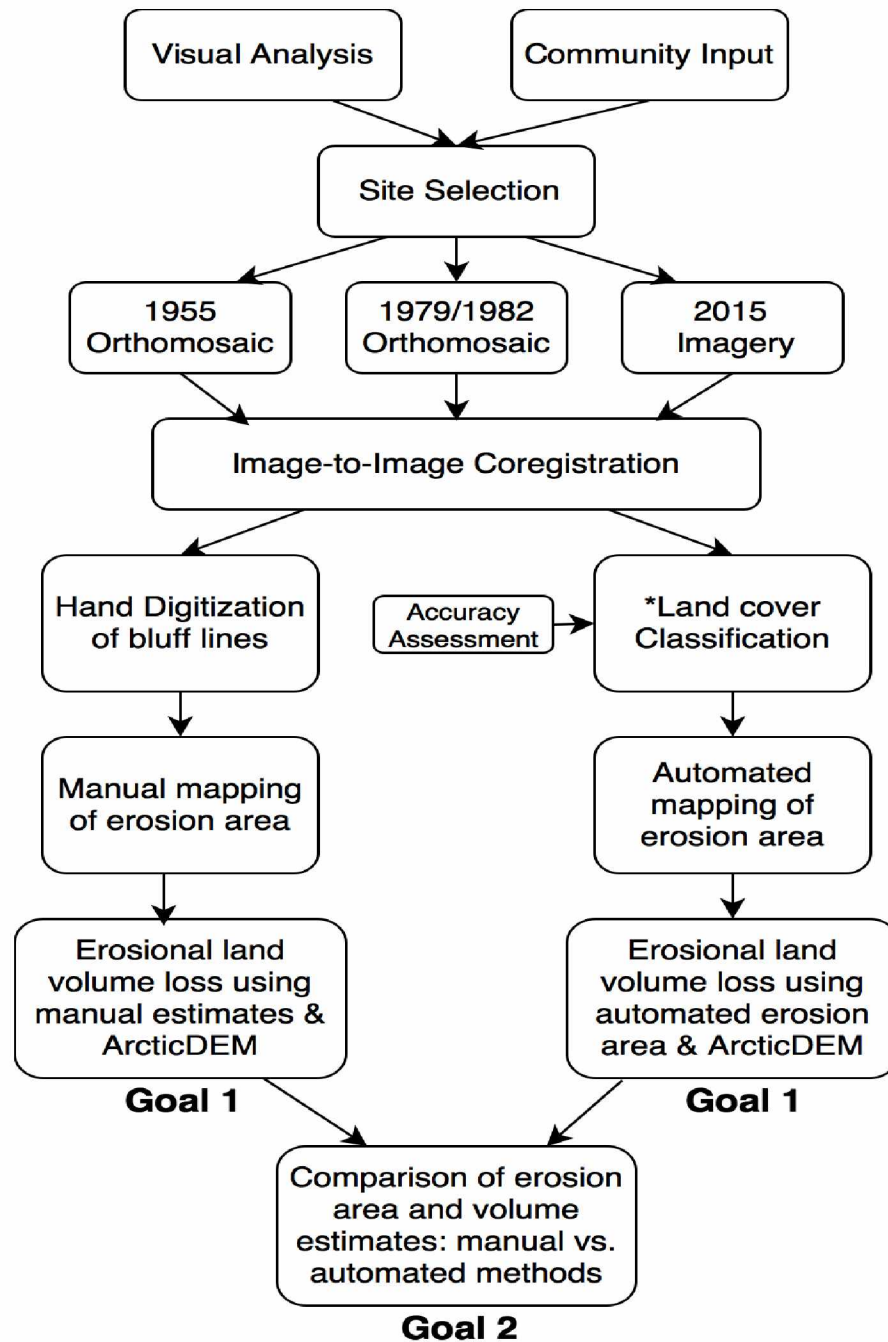 Visual Analysis
Community Input
Site Selection
1955
Orthomosaic
1979/1982
Orthomosaic
2015
Imagery
Image-to-Image Coregistration
Hand Digitization
of bluff lines
Accuracy
Assessment
*Land cover
Classification
Manual mapping
of erosion area
Automated
mapping of
erosion area
Erosional land
volume loss using
manual estimates &
ArcticDEM
Goal 1
Erosional land
volume loss using
automated erosion
area & ArcticDEM
Goal 1
Comparison of erosion
area and volume
estimates: manual vs.
automated methods
Goal 2